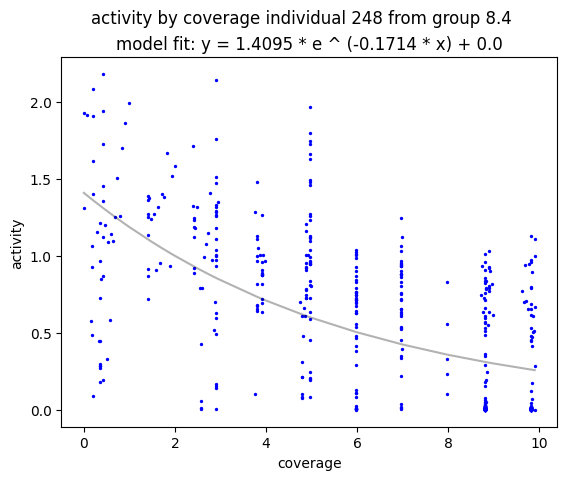 activity by coverage individual 248 from group 8.4
model fit: y = 1.4095 * e ^ (-0.1714 * x) + 0.0
2.0
1.5
1.0
0.5
0.0
activity
0 2 4 6 8 10
coverage